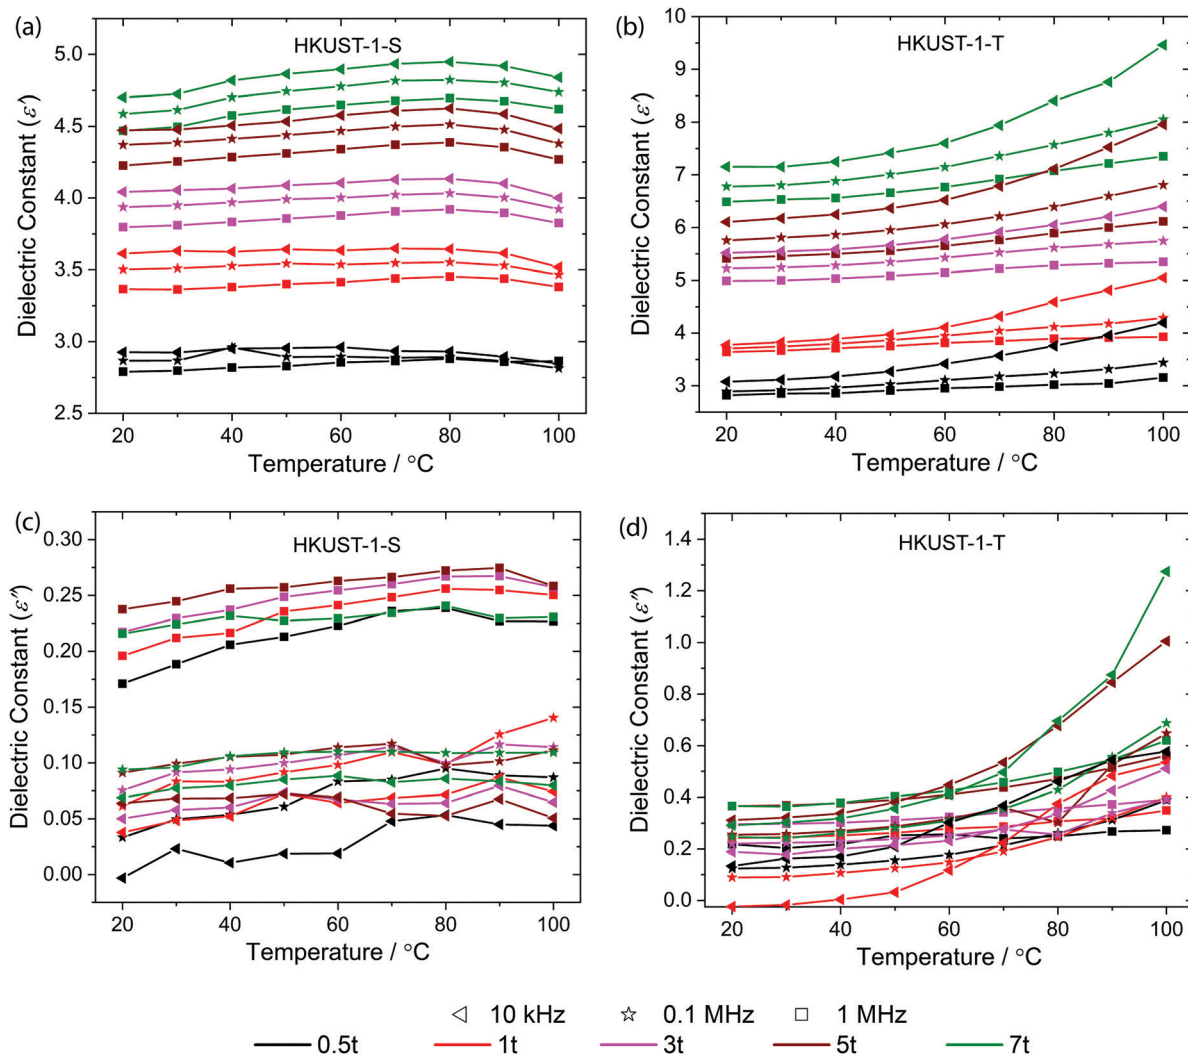 (a)
HKUST-1-S
Dielectric Constant (ε′)
5.0
4.5
4.0
3.5
3.0
2.5
20 40 60 80 100
Temperature / °C
(b)
HKUST-1-T
Dielectric Constant (ε′)
10
9
8
7
6
5
4
3
20 40 60 80 100
Temperature / °C
(c)
HKUST-1-S
Dielectric Constant (ε″)
0.30
0.25
0.20
0.15
0.10
0.05
0.00
20 40 60 80 100
Temperature / °C
(d)
HKUST-1-T
Dielectric Constant (ε″)
1.4
1.2
1.0
0.8
0.6
0.4
0.2
0.0
20 40 60 80 100
Temperature / °C
10 kHz 0.1 MHz 1 MHz
0.5t 1t 3t 5t 7t